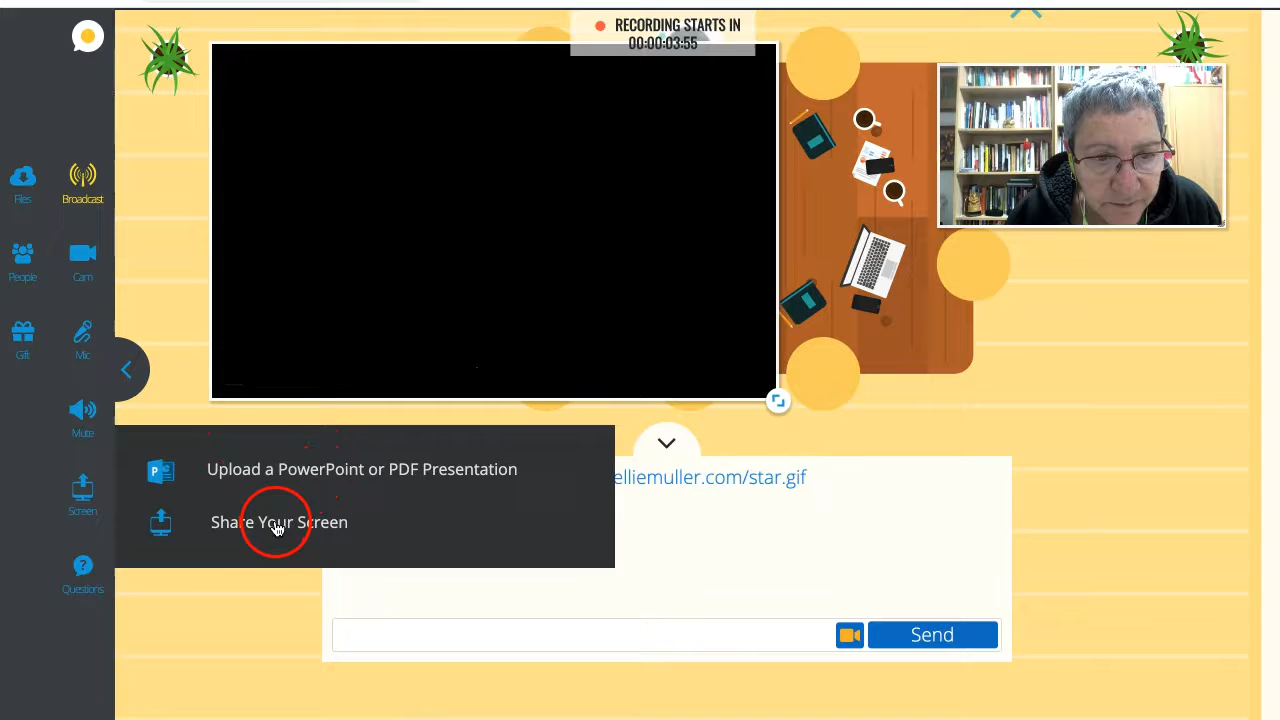 RECORDING STARTS IN
00:00:03:55
Files
Broadcast
People
Cam
Gift
Mic
Mute
Screen
Questions
Upload a PowerPoint or PDF Presentation
Share Your Screen
elliemuller.com/star.gif
Send